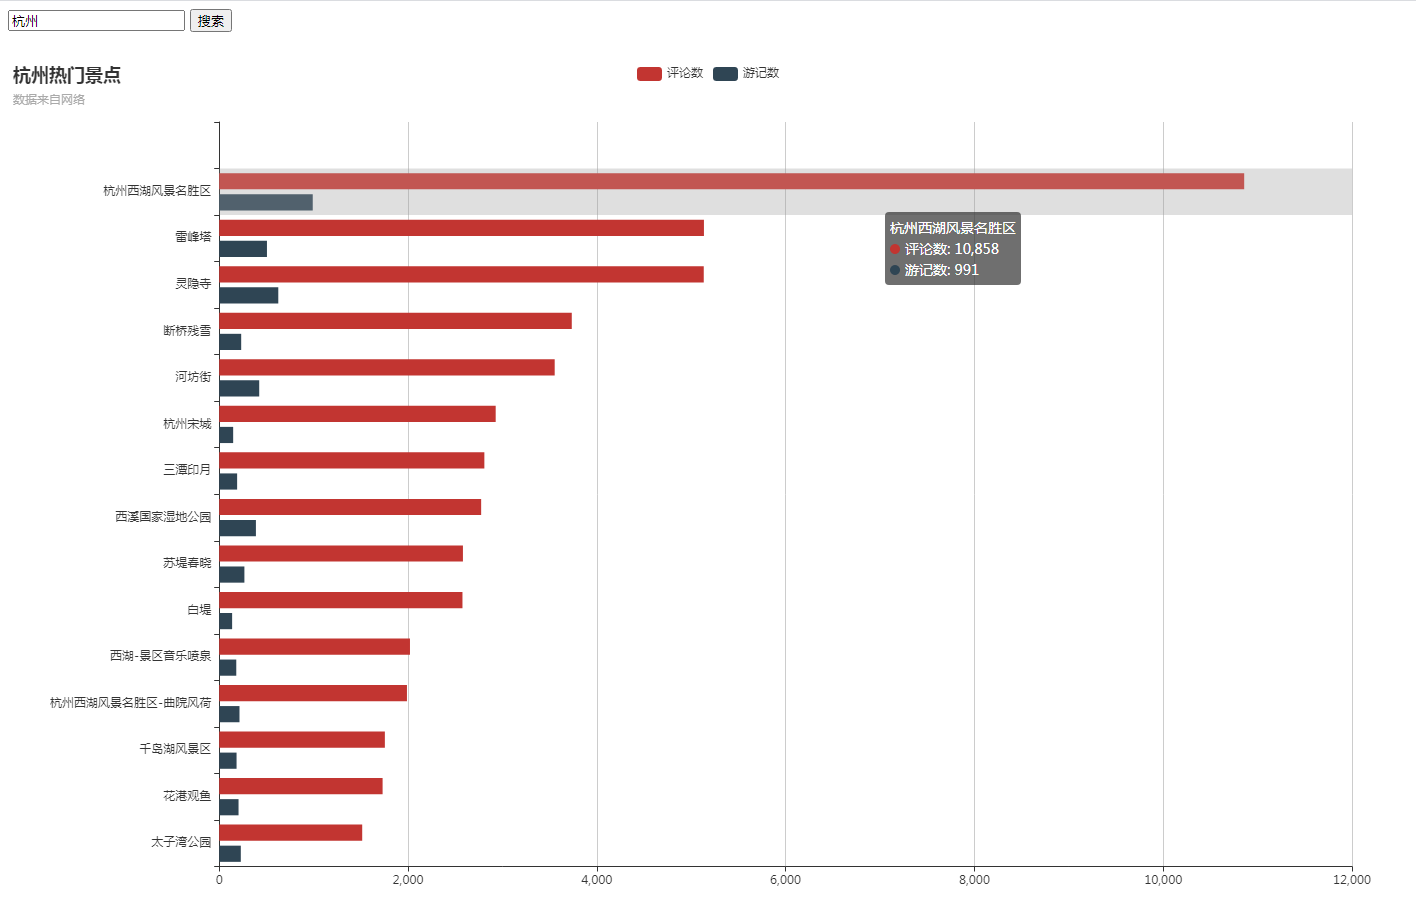 杭州 搜索
杭州热门景点
数据来自网络
评论数 游记数
杭州西湖风景名胜区
雷峰塔
灵隐寺
断桥残雪
河坊街
杭州宋城
三潭印月
西溪国家湿地公园
苏堤春晓
白堤
西湖-景区音乐喷泉
杭州西湖风景名胜区-曲院风荷
千岛湖风景区
花港观鱼
太子湾公园
杭州西湖风景名胜区
评论数: 10,858
游记数: 991
0 2,000 4,000 6,000 8,000 10,000 12,000